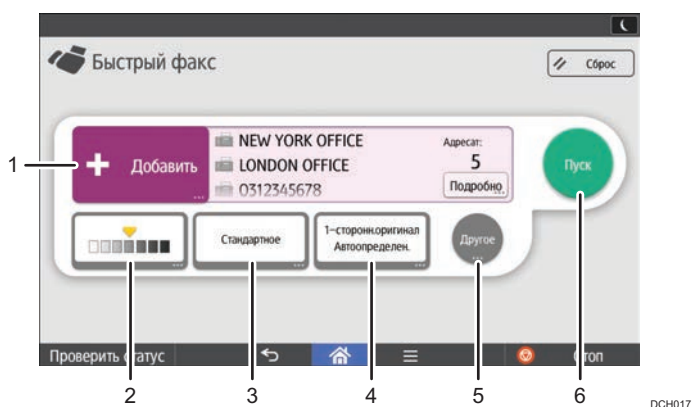 Быстрый факс
Сброс
1
Добавить
NEW YORK OFFICE
LONDON OFFICE
0312345678
Адресат:
5
Подробно
Пуск
Стандартное
1-сторонн.оригинал
Автоопределен.
Другое
Проверить статус
Стоп
2
3
4
5
6
DCH017